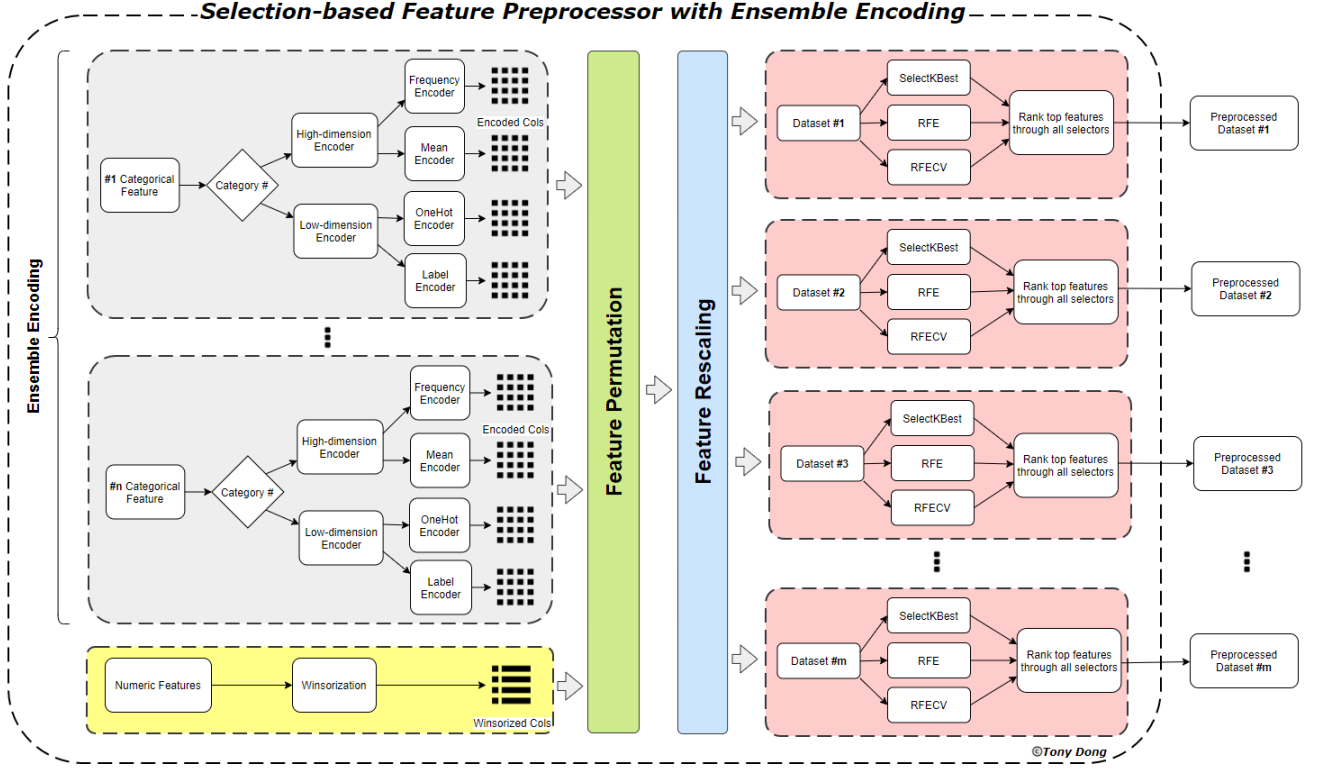 Selection-based Feature Preprocessor with Ensemble Encoding
Ensemble Encoding
#1 Categorical
Feature
Category #
High-dimension
Encoder
Low-dimension
Encoder
Frequency
Encoder
Mean
Encoder
OneHot
Encoder
Label
Encoder
Encoded Cols
#n Categorical
Feature
Category #
High-dimension
Encoder
Low-dimension
Encoder
Frequency
Encoder
Mean
Encoder
OneHot
Encoder
Label
Encoder
Encoded Cols
Numeric Features
Winsorization
Winsorized Cols
Feature Permutation
Feature Rescaling
Dataset #1
SelectKBest
RFE
RFECV
Rank top features
through all selectors
Preprocessed
Dataset #1
Dataset #2
SelectKBest
RFE
RFECV
Rank top features
through all selectors
Preprocessed
Dataset #2
Dataset #3
SelectKBest
RFE
RFECV
Rank top features
through all selectors
Preprocessed
Dataset #3
Dataset #m
SelectKBest
RFE
RFECV
Rank top features
through all selectors
Preprocessed
Dataset #m
©Tony Dong